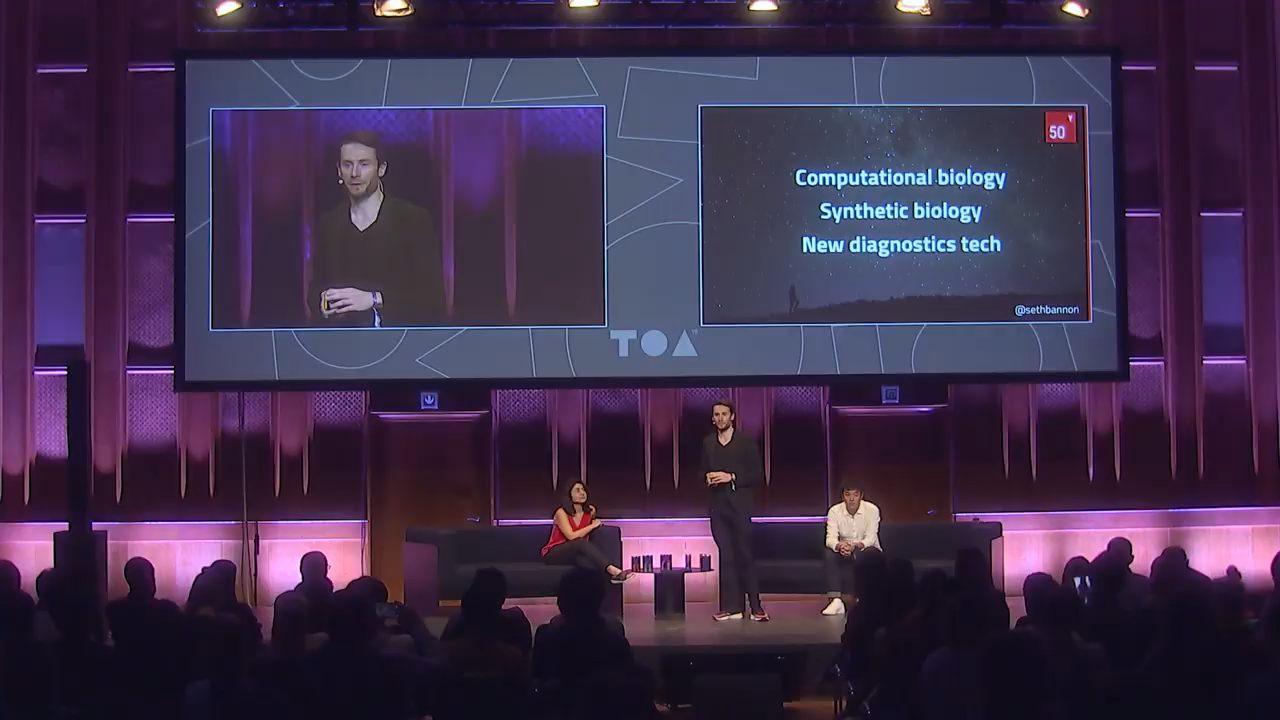 50
Y
Computational biology
Synthetic biology
New diagnostics tech
@sethbannon
TOA